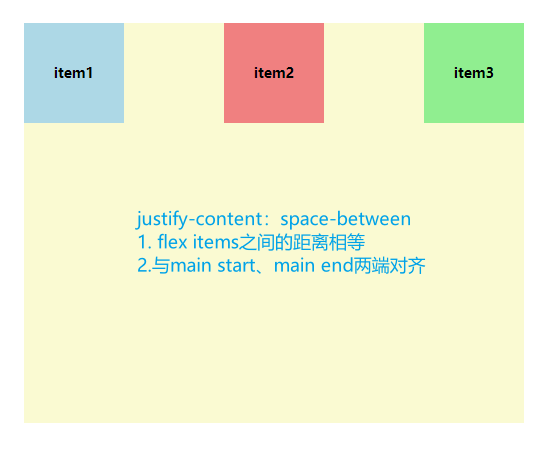 item1 item2 item3
justify-content：space-between
1. flex items之间的距离相等
2.与main start、main end两端对齐